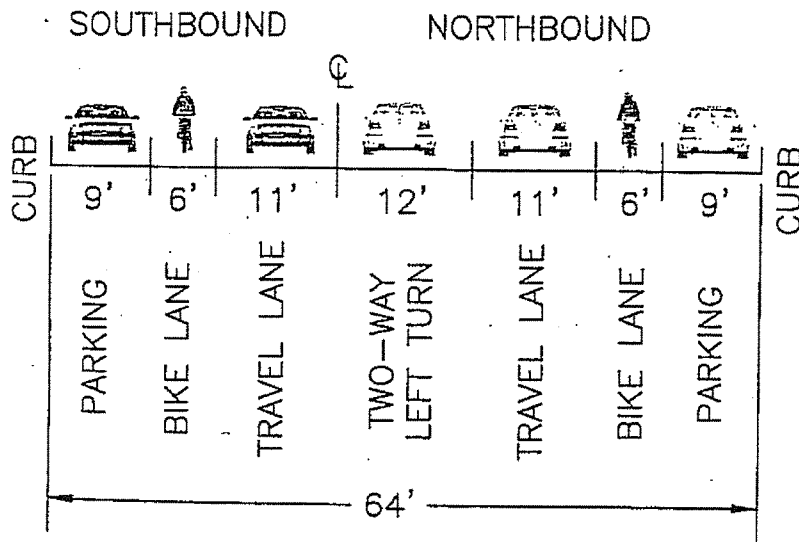 SOUTHBOUND NORTHBOUND
℄
CURB 9' 6' 11' 12' 11' 6' 9' CURB
PARKING
BIKE LANE
TRAVEL LANE
TWO-WAY
LEFT TURN
TRAVEL LANE
BIKE LANE
PARKING
64'